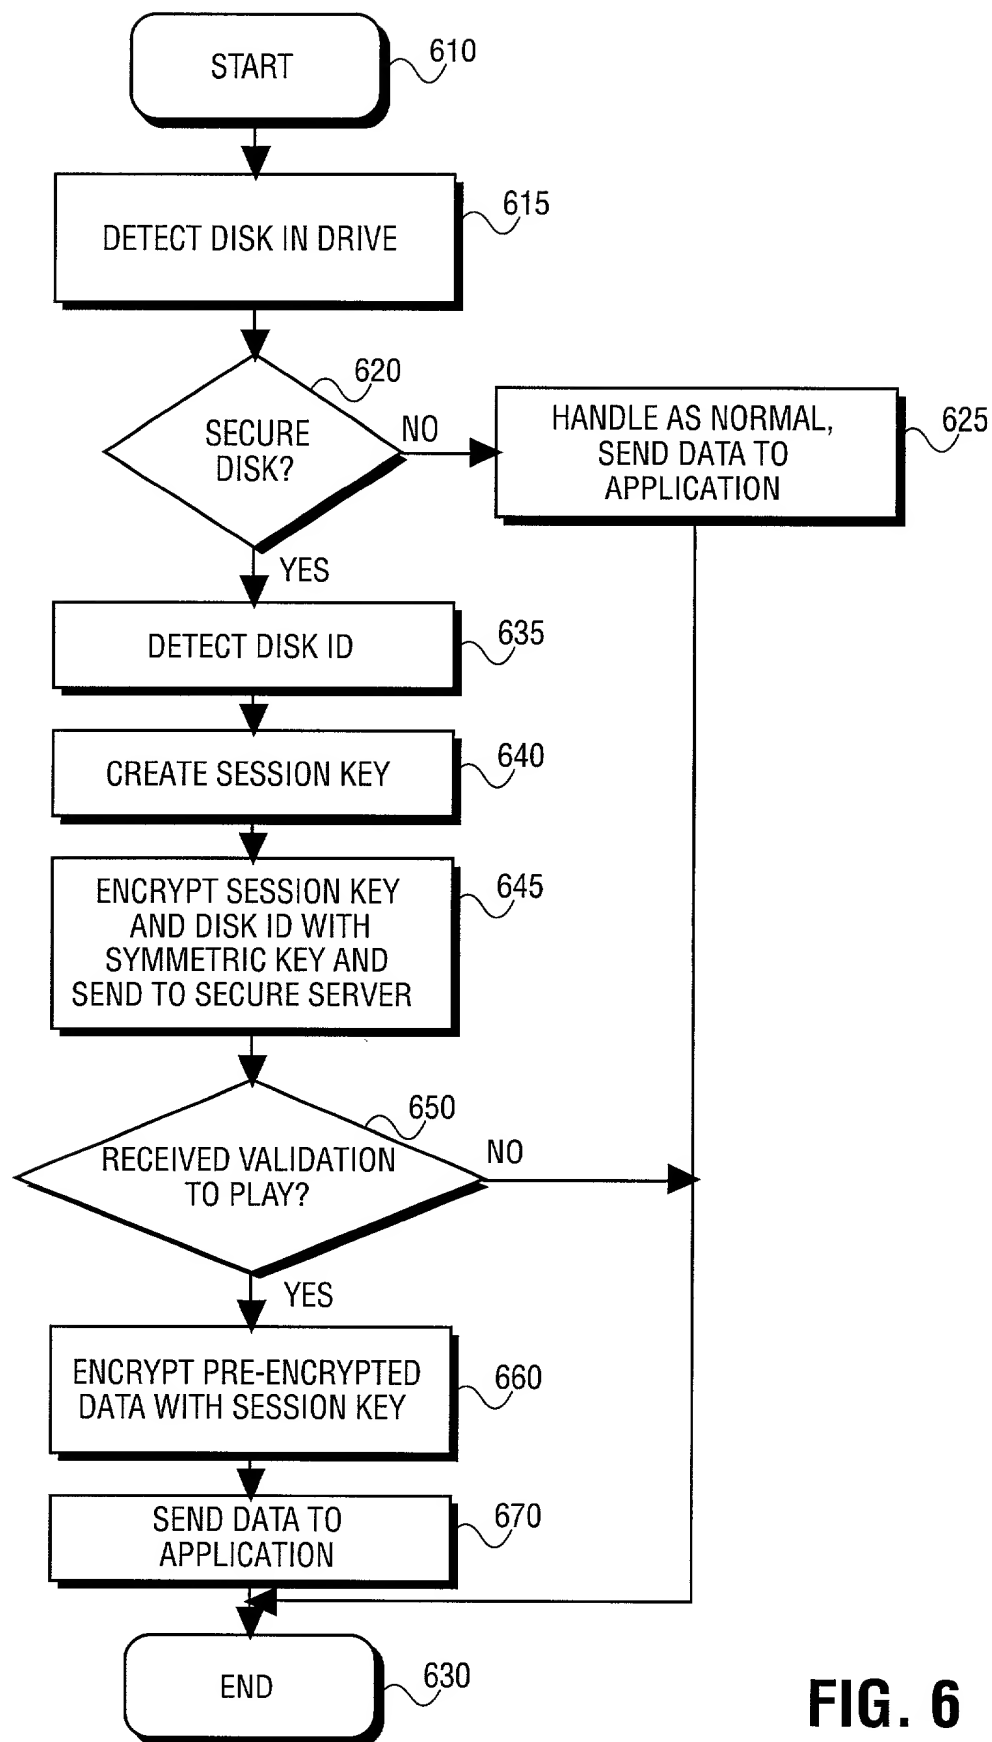 START
610
DETECT DISK IN DRIVE
615
620
SECURE
DISK?
NO
HANDLE AS NORMAL,
SEND DATA TO
APPLICATION
625
YES
DETECT DISK ID
635
CREATE SESSION KEY
640
ENCRYPT SESSION KEY
AND DISK ID WITH
SYMMETRIC KEY AND
SEND TO SECURE SERVER
645
650
RECEIVED VALIDATION
TO PLAY?
NO
YES
ENCRYPT PRE-ENCRYPTED
DATA WITH SESSION KEY
660
SEND DATA TO
APPLICATION
670
END
630
FIG. 6